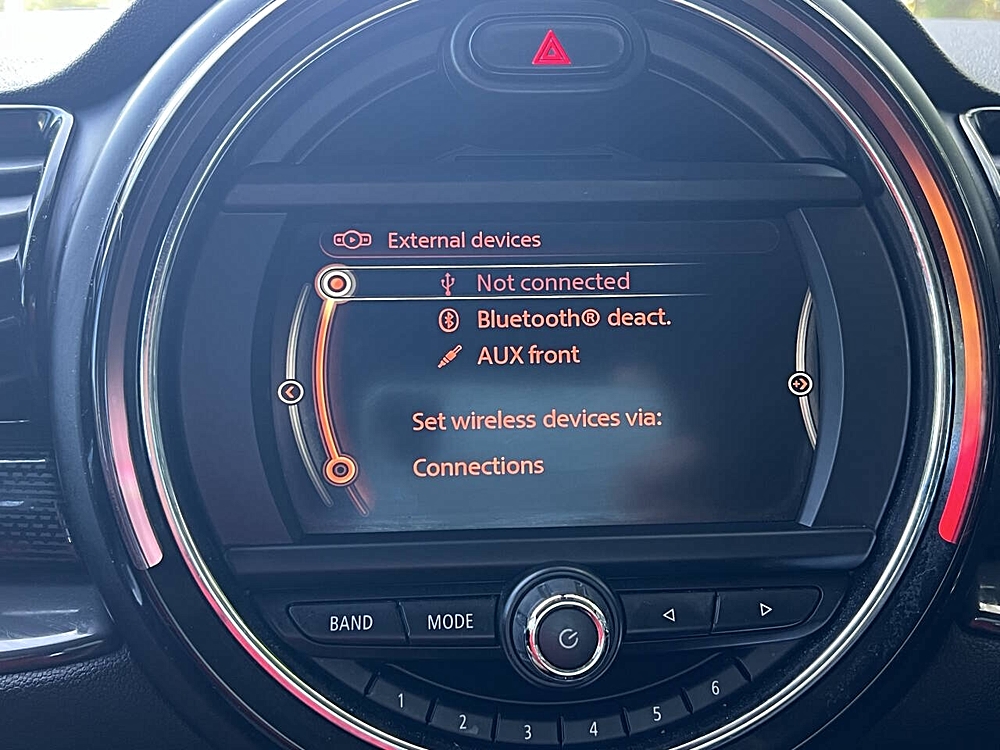 External devices
Not connected
Bluetooth® deact.
AUX front
Set wireless devices via:
Connections
BAND
MODE
1
2
3
4
5
6